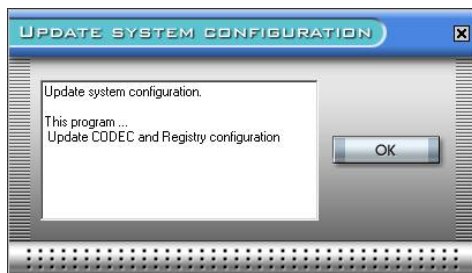 UPDATE SYSTEM CONFIGURATION
Update system configuration.
This program ...
Update CODEC and Registry configuration
OK